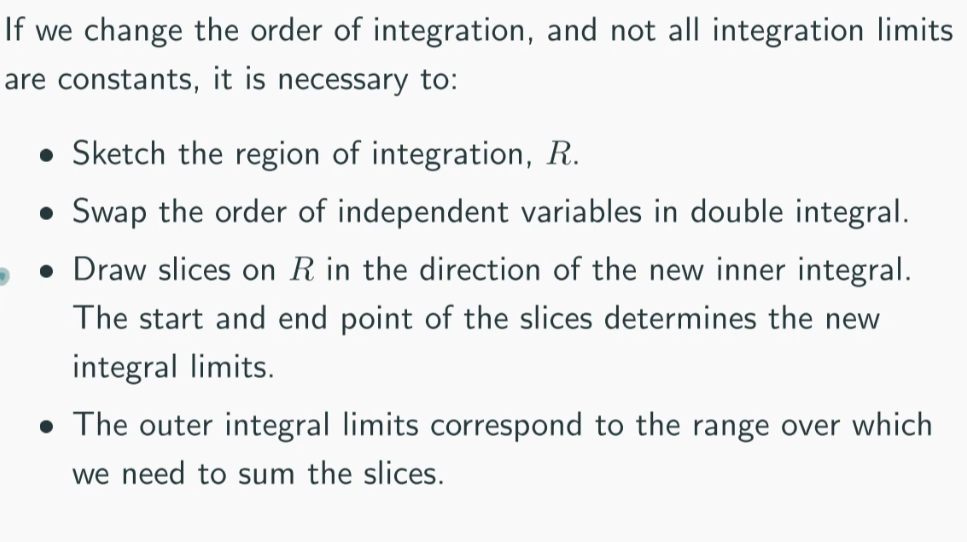 If we change the order of integration, and not all integration limits
are constants, it is necessary to:
• Sketch the region of integration, R.
• Swap the order of independent variables in double integral.
• Draw slices on R in the direction of the new inner integral.
The start and end point of the slices determines the new
integral limits.
• The outer integral limits correspond to the range over which
we need to sum the slices.